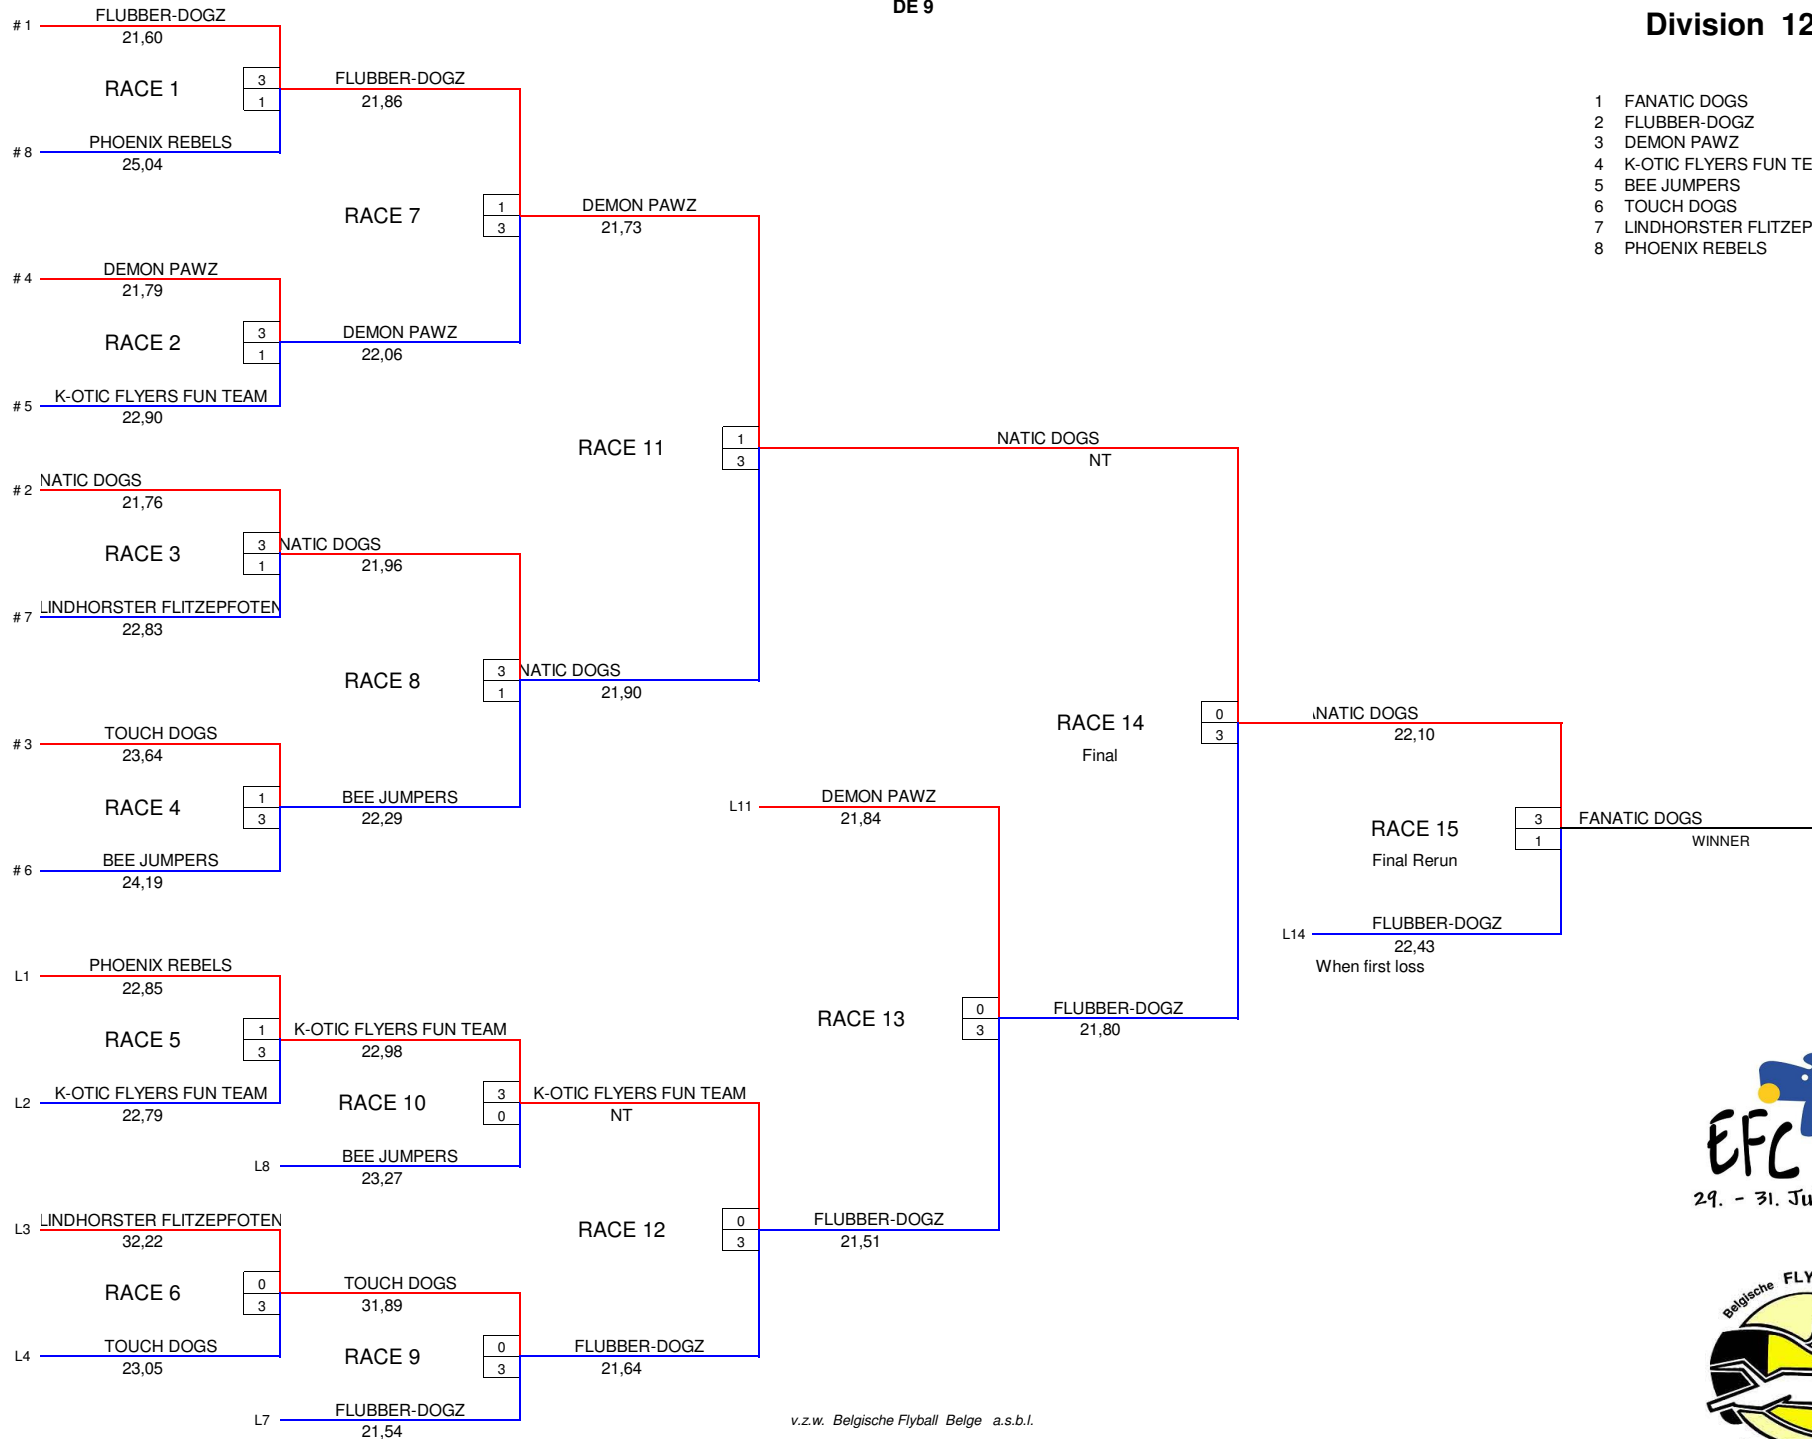 DE 9
Division 12
1 FANATIC DOGS
2 FLUBBER-DOGZ
3 DEMON PAWZ
4 K-OTIC FLYERS FUN TE
5 BEE JUMPERS
6 TOUCH DOGS
7 LINDHORSTER FLITZEP
8 PHOENIX REBELS
# 1 FLUBBER-DOGZ
21,60
RACE 1
3
1
# 8 PHOENIX REBELS
25,04
# 4 DEMON PAWZ
21,79
RACE 2
3
1
# 5 K-OTIC FLYERS FUN TEAM
22,90
# 2 NATIC DOGS
21,76
RACE 3
3
1
# 7 LINDHORSTER FLITZEPFOTEN
22,83
# 3 TOUCH DOGS
23,64
RACE 4
1
3
# 6 BEE JUMPERS
24,19
L1 PHOENIX REBELS
22,85
RACE 5
1
3
L2 K-OTIC FLYERS FUN TEAM
22,79
L3 LINDHORSTER FLITZEPFOTEN
32,22
RACE 6
0
3
L4 TOUCH DOGS
23,05
FLUBBER-DOGZ
21,86
RACE 7
1
3
DEMON PAWZ
22,06
NATIC DOGS
21,96
RACE 8
3
1
BEE JUMPERS
22,29
K-OTIC FLYERS FUN TEAM
22,98
RACE 10
3
0
L8 BEE JUMPERS
23,27
TOUCH DOGS
31,89
RACE 9
0
3
L7 FLUBBER-DOGZ
21,54
DEMON PAWZ
21,73
RACE 11
1
3
NATIC DOGS
21,90
K-OTIC FLYERS FUN TEAM
NT
RACE 12
0
3
FLUBBER-DOGZ
21,64
L11 DEMON PAWZ
21,84
RACE 13
0
3
FLUBBER-DOGZ
21,51
NATIC DOGS
NT
RACE 14
Final
0
3
FLUBBER-DOGZ
21,80
NATIC DOGS
22,10
RACE 15
Final Rerun
3
1
L14 FLUBBER-DOGZ
22,43
When first loss
FANATIC DOGS
WINNER
EFC
29. - 31. Ju
Belgische FLY
v.z.w. Belgische Flyball Belge a.s.b.l.